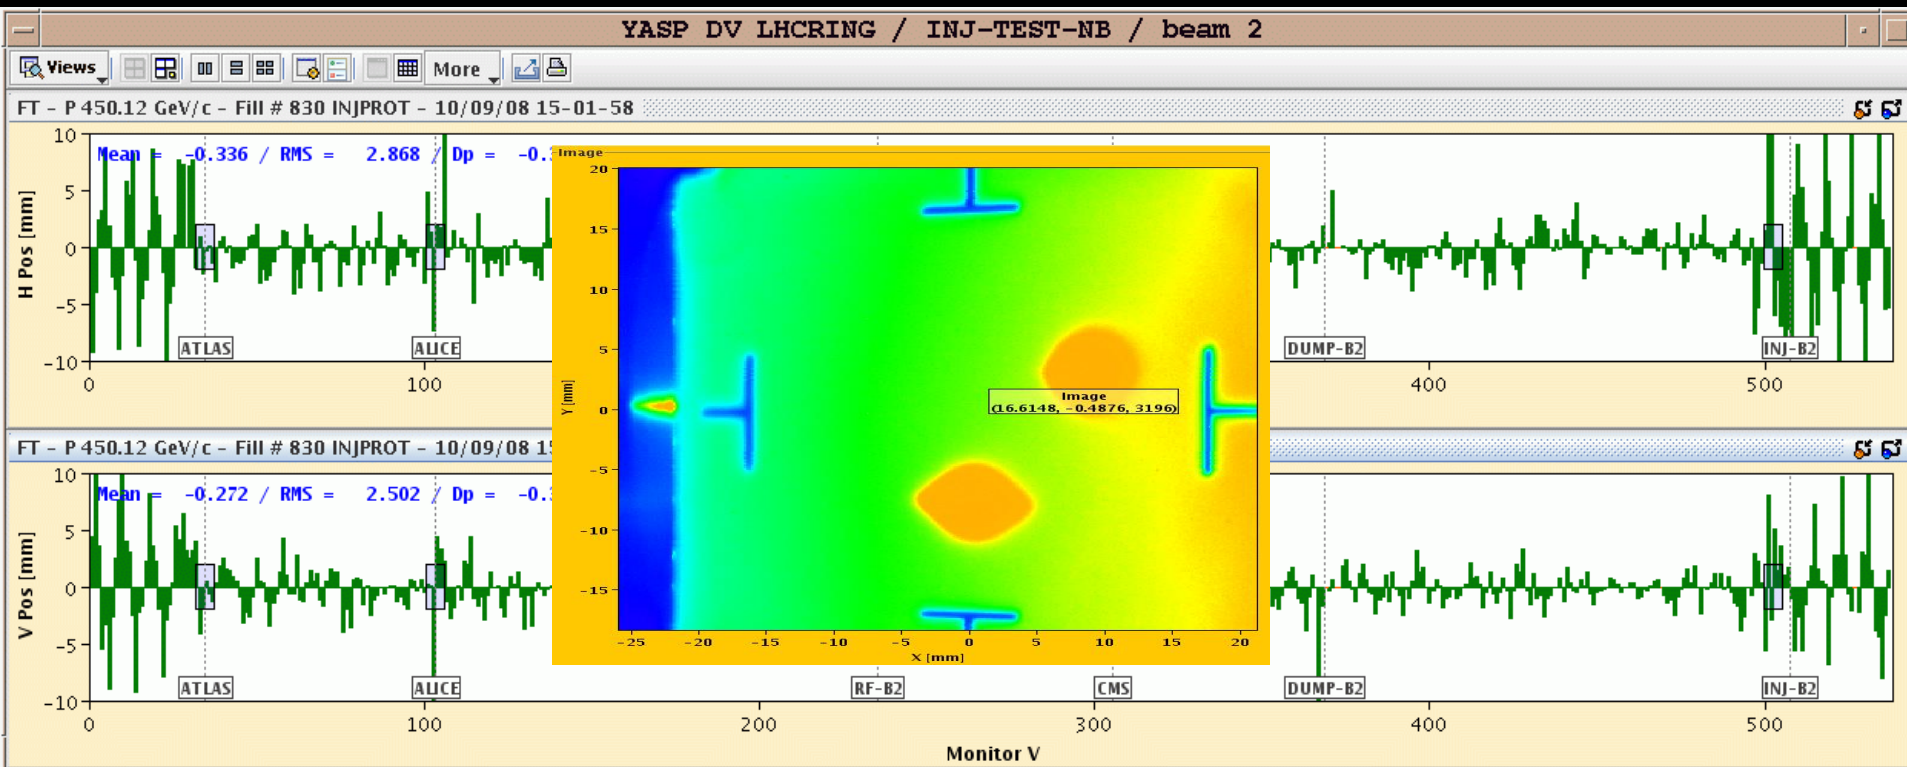 YASP DV LHCRING / INJ-TEST-NB / beam 2
Views More
FT - P 450.12 GeV/c - Fill # 830 INJPROT - 10/09/08 15-01-58
Mean = -0.336 / RMS = 2.868 / Dp = -0.
H Pos [mm]
10
5
0
-5
-10
ATLAS ALICE DUMP-B2 INJ-B2
0 100 400 500
FT - P 450.12 GeV/c - Fill # 830 INJPROT - 10/09/08 1
Mean = -0.272 / RMS = 2.502 / Dp = -0.
V Pos [mm]
10
5
0
-5
-10
ATLAS ALICE RF-B2 CMS DUMP-B2 INJ-B2
0 100 200 300 400 500
Monitor V
Image
Y [mm]
20
15
10
5
0
-5
-10
-15
Image
(16.6148, -0.4876, 3196)
-25 -20 -15 -10 -5 0 5 10 15 20
X [mm]